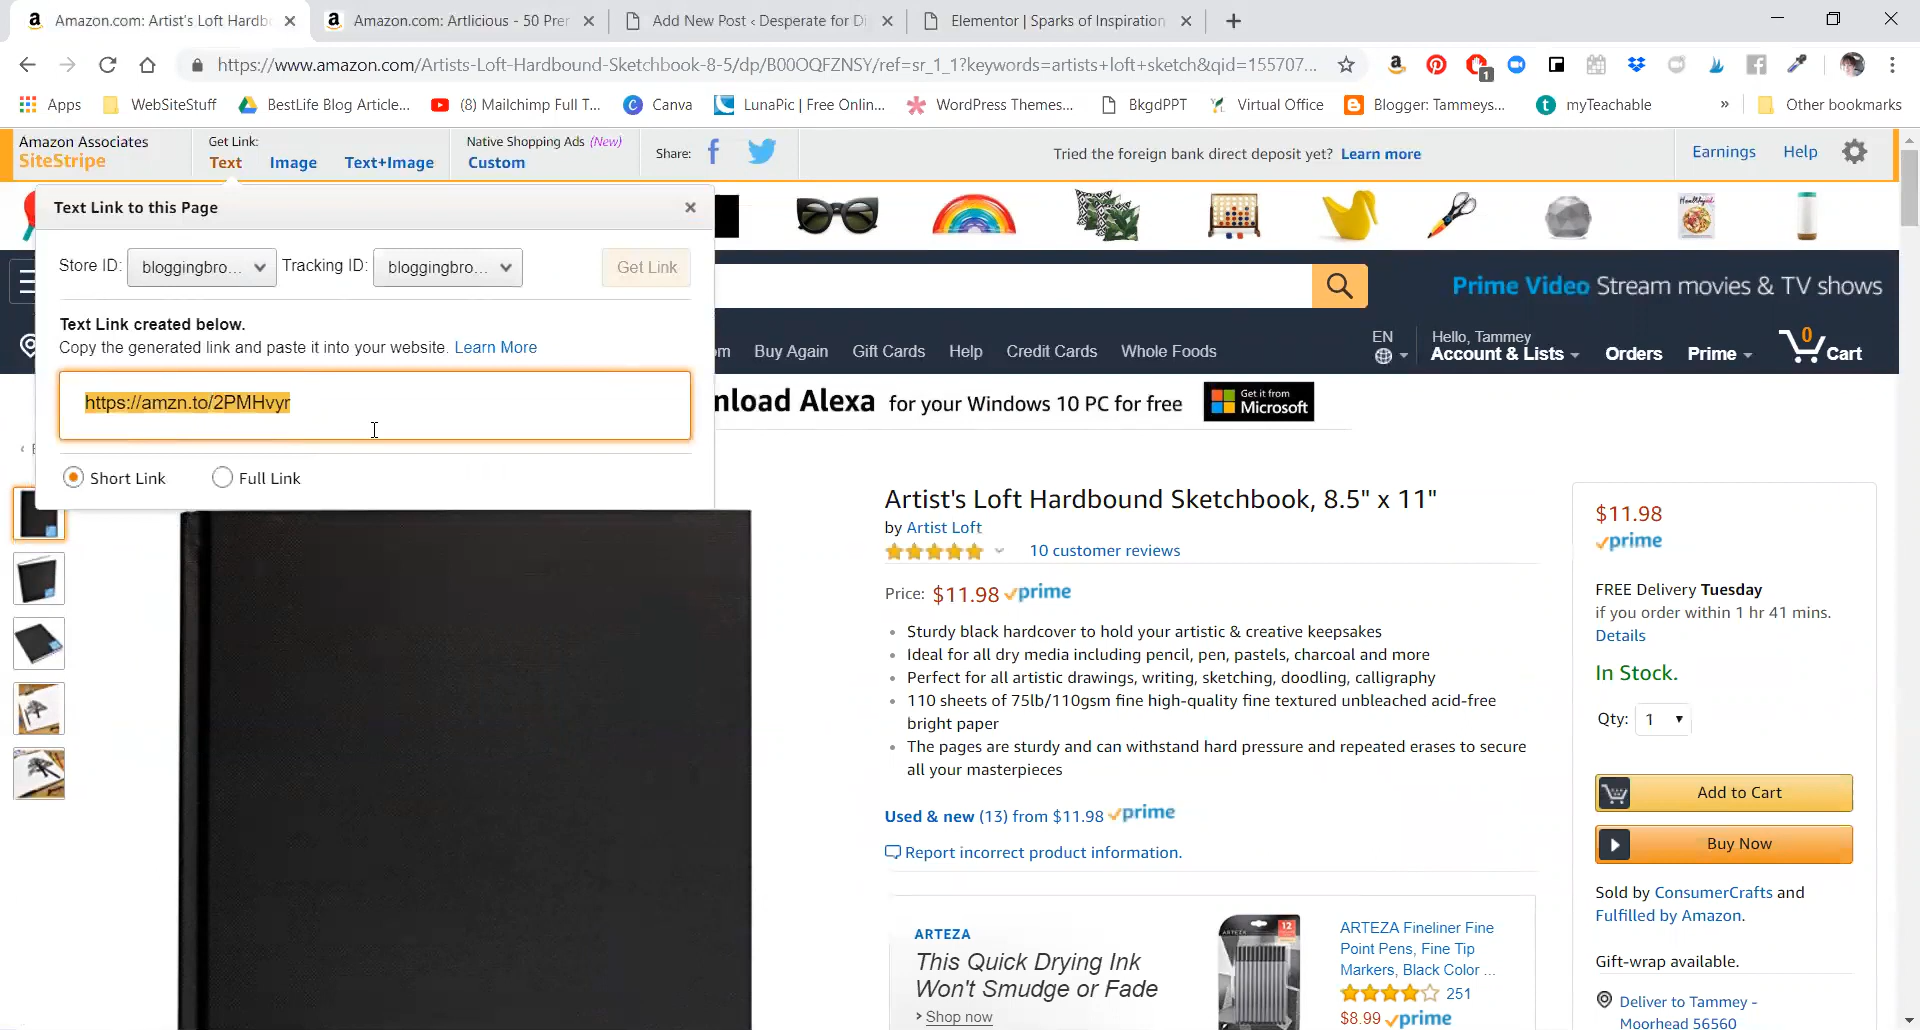 Amazon.com: Artist's Loft Hardb
Amazon.com: Artlicious - 50 Prer
Add New Post ‹ Desperate for Di
Elementor | Sparks of Inspiration
https://www.amazon.com/Artists-Loft-Hardbound-Sketchbook-8-5/dp/B00OQFZNSY/ref=sr_1_1?keywords=artists+loft+sketch&qid=155707...
1
Apps
WebSiteStuff
BestLife Blog Article...
(8) Mailchimp Full T...
Canva
LunaPic | Free Onlin...
WordPress Themes...
BkgdPPT
Virtual Office
Blogger: Tammeys...
myTeachable
»
Other bookmarks
Amazon Associates
SiteStripe
Get Link:
Text
Image
Text+Image
Native Shopping Ads (New)
Custom
Share:
Tried the foreign bank direct deposit yet? Learn more
Earnings
Help
Text Link to this Page
Store ID:
bloggingbro...
Tracking ID:
bloggingbro...
Get Link
Text Link created below.
Copy the generated link and paste it into your website. Learn More
https://amzn.to/2PMHvyr
Short Link
Full Link
Prime Video Stream movies & TV shows
om
Buy Again
Gift Cards
Help
Credit Cards
Whole Foods
EN
Hello, Tammey
Account & Lists
Orders
Prime
0
Cart
nload Alexa for your Windows 10 PC for free
Get it from
Microsoft
Artist's Loft Hardbound Sketchbook, 8.5" x 11"
by Artist Loft
10 customer reviews
Price: $11.98 prime
Sturdy black hardcover to hold your artistic & creative keepsakes
Ideal for all dry media including pencil, pen, pastels, charcoal and more
Perfect for all artistic drawings, writing, sketching, doodling, calligraphy
110 sheets of 75lb/110gsm fine high-quality fine textured unbleached acid-free
bright paper
The pages are sturdy and can withstand hard pressure and repeated erases to secure
all your masterpieces
Used & new (13) from $11.98 prime
Report incorrect product information.
ARTEZA
This Quick Drying Ink
Won't Smudge or Fade
› Shop now
ARTEZA
12
ARTEZA Fineliner Fine
Point Pens, Fine Tip
Markers, Black Color ...
251
$8.99 prime
$11.98
prime
FREE Delivery Tuesday
if you order within 1 hr 41 mins.
Details
In Stock.
Qty: 1
Add to Cart
Buy Now
Sold by ConsumerCrafts and
Fulfilled by Amazon.
Gift-wrap available.
Deliver to Tammey -
Moorhead 56560